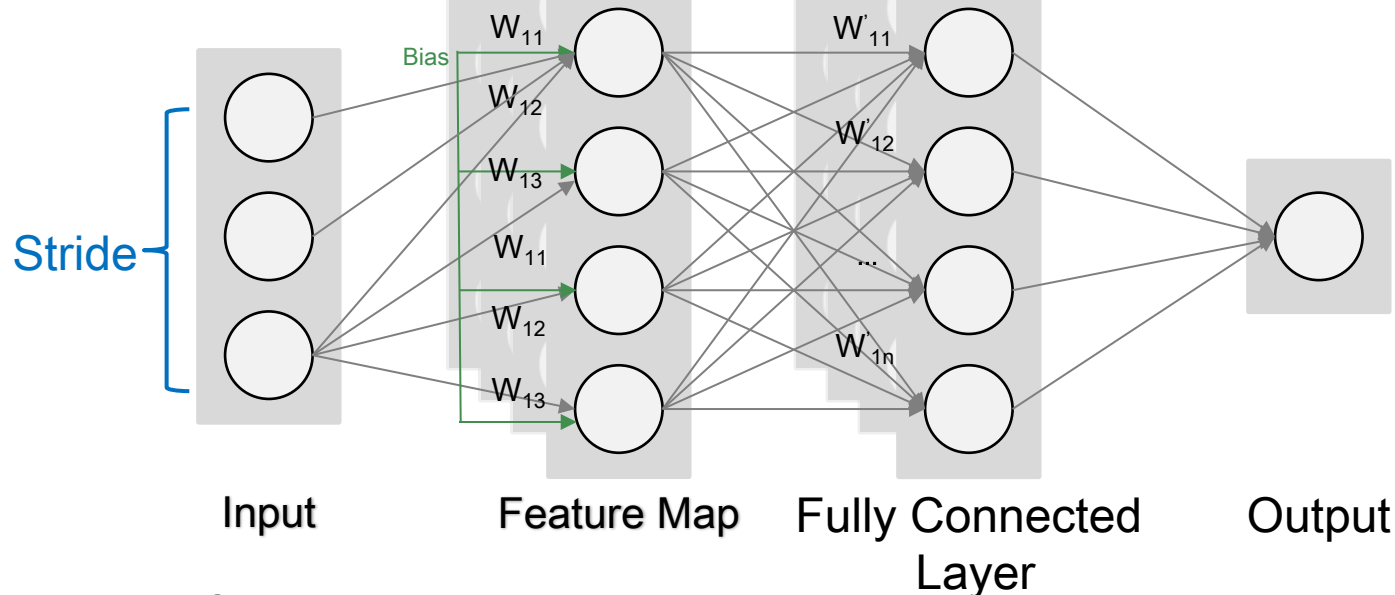 Stride
Bias
W11
W12
W13
W11
W12
W13
W'11
W'12
...
W'1n
Input
Feature Map
Fully Connected
Layer
Output